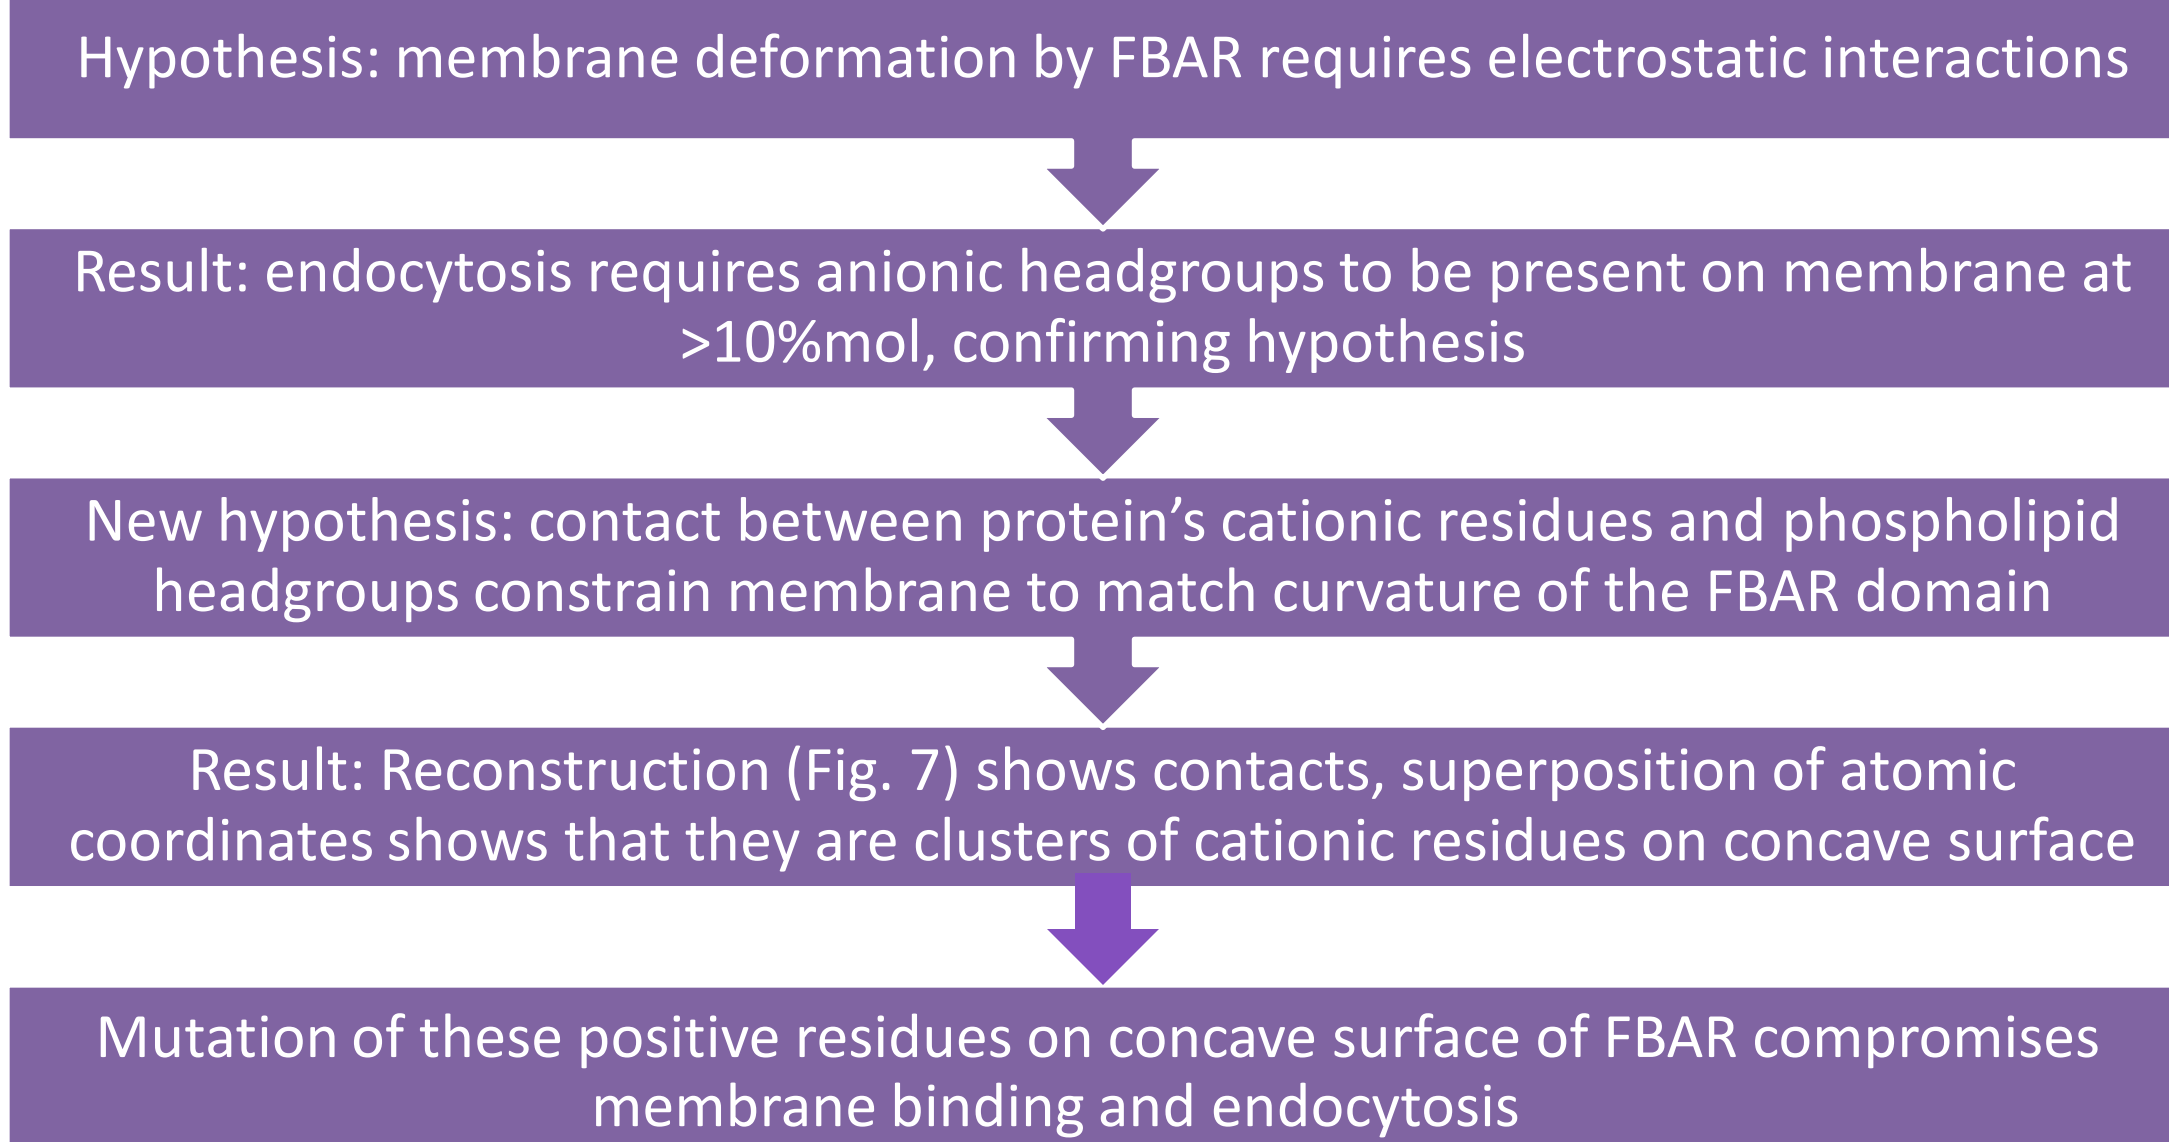 Hypothesis: membrane deformation by FBAR requires electrostatic interactions
Result: endocytosis requires anionic headgroups to be present on membrane at
>10%mol, confirming hypothesis
New hypothesis: contact between protein’s cationic residues and phospholipid
headgroups constrain membrane to match curvature of the FBAR domain
Result: Reconstruction (Fig. 7) shows contacts, superposition of atomic
coordinates shows that they are clusters of cationic residues on concave surface
Mutation of these positive residues on concave surface of FBAR compromises
membrane binding and endocytosis